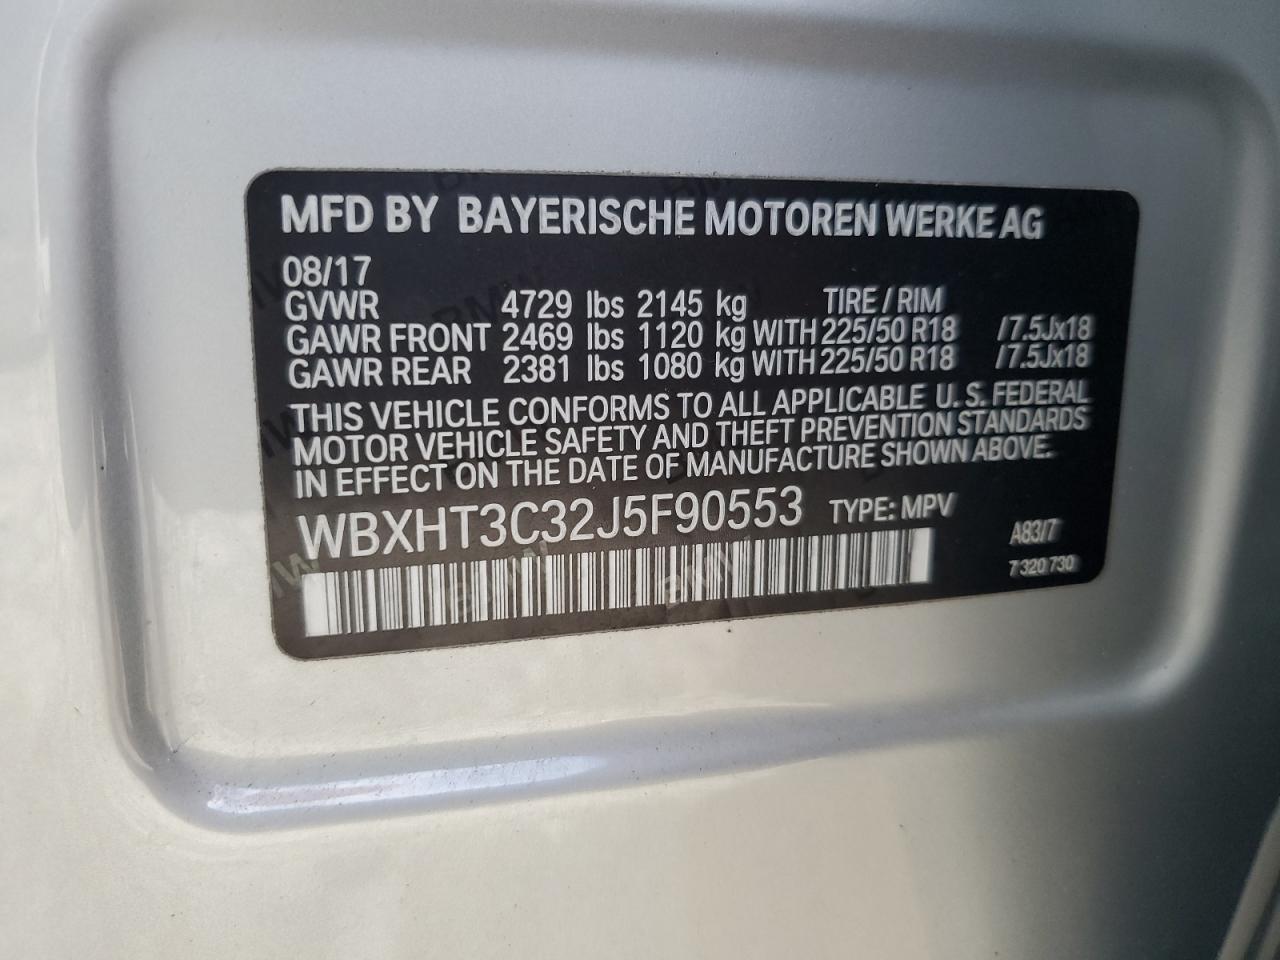 MFD BY BAYERISCHE MOTOREN WERKE AG
08/17
GVWR 4729 lbs 2145 kg TIRE / RIM
GAWR FRONT 2469 lbs 1120 kg WITH 225/50 R18 /7.5Jx18
GAWR REAR 2381 lbs 1080 kg WITH 225/50 R18 /7.5Jx18
THIS VEHICLE CONFORMS TO ALL APPLICABLE U.S. FEDERAL
MOTOR VEHICLE SAFETY AND THEFT PREVENTION STANDARDS
IN EFFECT ON THE DATE OF MANUFACTURE SHOWN ABOVE.
WBXHT3C32J5F90553 TYPE: MPV
A83/7
7 320 730